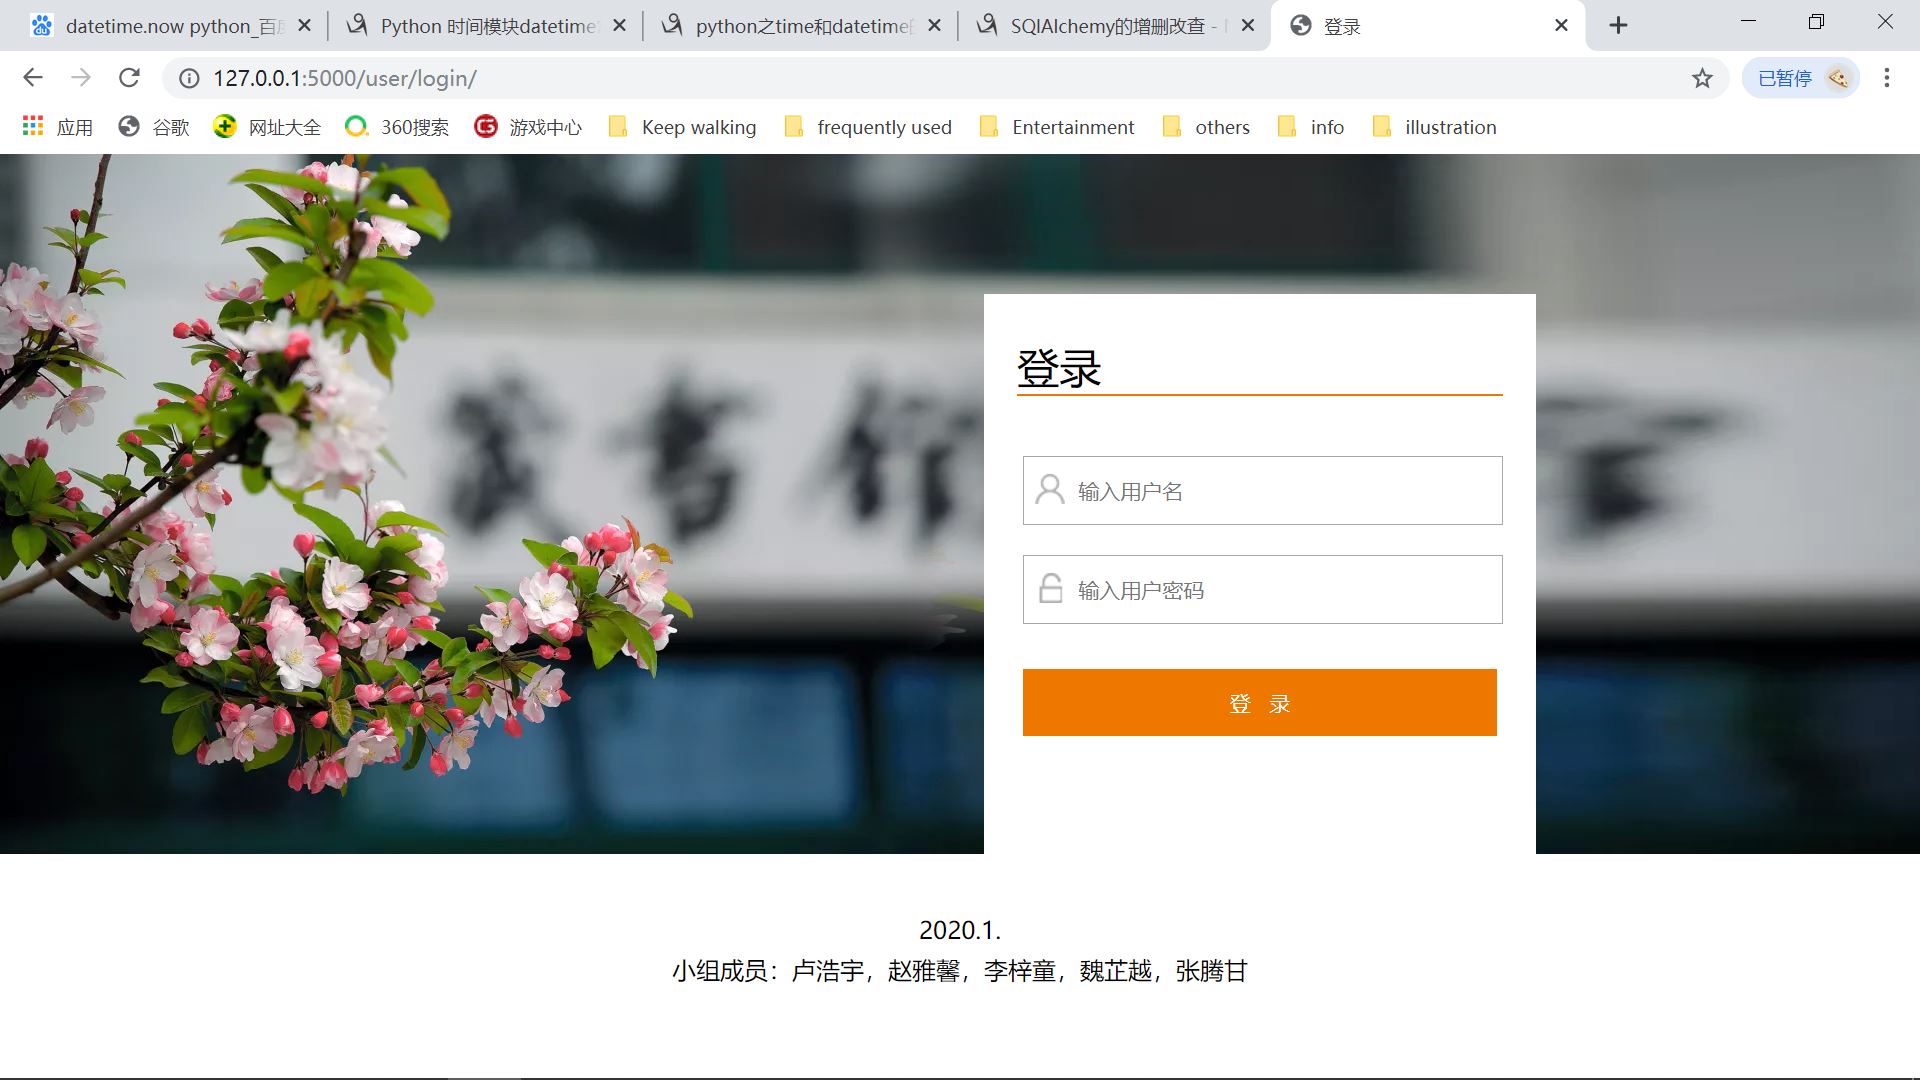 datetime.now python_百度
Python 时间模块datetime
python之time和datetime的
SQlAlchemy的增删改查 -
登录
127.0.0.1:5000/user/login/
已暂停
应用
谷歌
网址大全
360搜索
游戏中心
Keep walking
frequently used
Entertainment
others
info
illustration
登录
输入用户名
输入用户密码
登 录
2020.1.
小组成员：卢浩宇，赵雅馨，李梓童，魏芷越，张腾甘